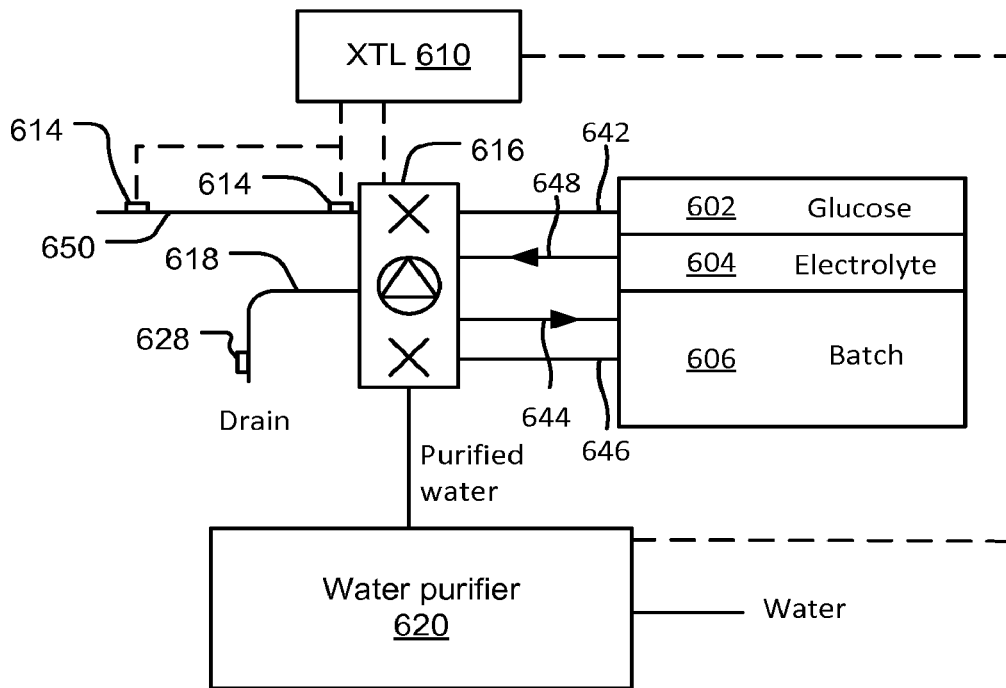 XTL 610
614
616
642
614
648
602 Glucose
650
618
604 Electrolyte
628
606 Batch
Drain
644
646
Purified
water
Water purifier
620
Water